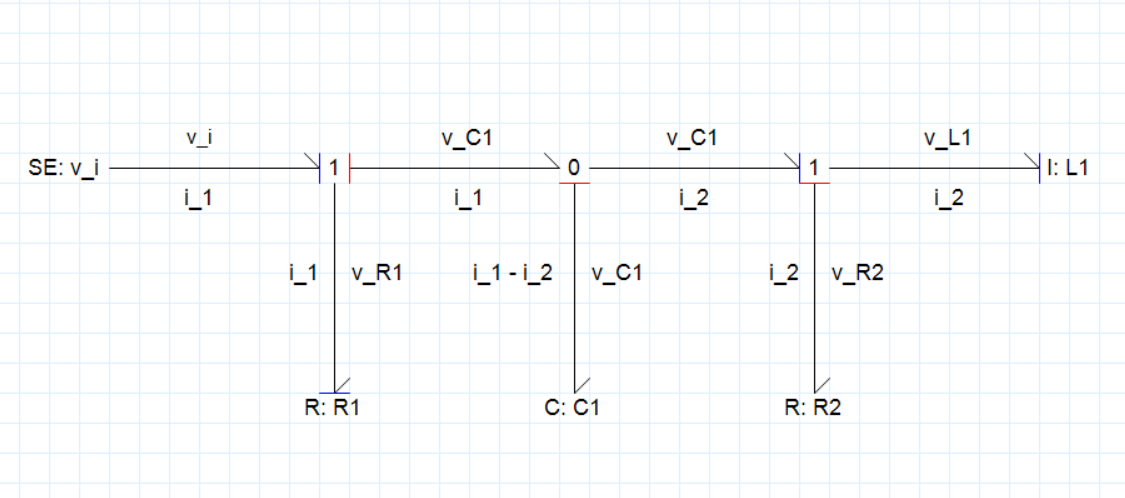 v_i v_C1 v_C1 v_L1
SE: v_i 1 0 1 I: L1
i_1 i_1 i_2 i_2
i_1 v_R1 i_1 - i_2 v_C1 i_2 v_R2
R: R1 C: C1 R: R2